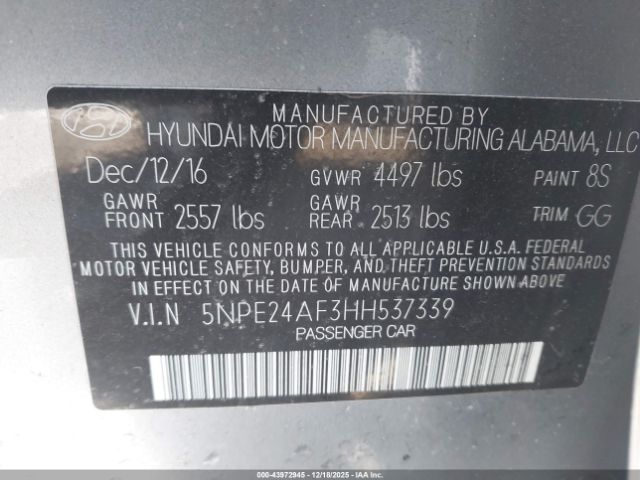 MANUFACTURED BY
HYUNDAI MOTOR MANUFACTURING ALABAMA, LLC
Dec/12/16 GVWR 4497 lbs PAINT 8S
GAWR FRONT 2557 lbs GAWR REAR 2513 lbs TRIM GG
THIS VEHICLE CONFORMS TO ALL APPLICABLE U.S.A. FEDERAL
MOTOR VEHICLE SAFETY, BUMPER, AND THEFT PREVENTION STANDARDS
IN EFFECT ON THE DATE OF MANUFACTURE SHOWN ABOVE.
V.I.N 5NPE24AF3HH537339
PASSENGER CAR
000-43972945 - 12/18/2025 - IAAI.COM